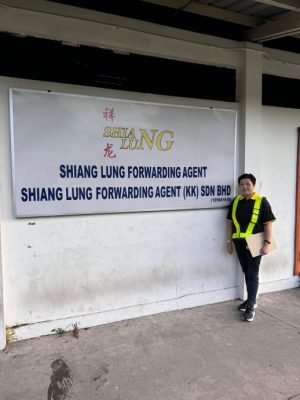 祥
SHIANG
龙
LUNG
SHIANG LUNG FORWARDING AGENT
SHIANG LUNG FORWARDING AGENT (KK) SDN BHD